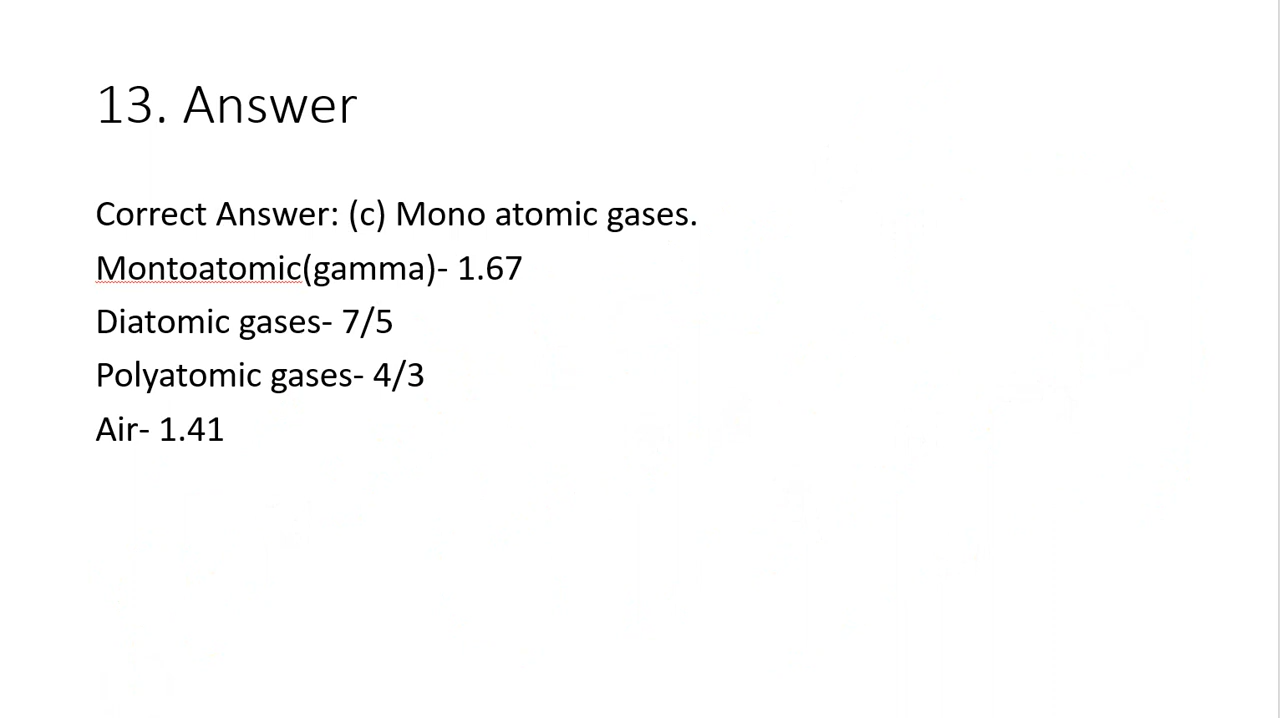 13. Answer
Correct Answer: (c) Mono atomic gases.
Montoatomic(gamma)- 1.67
Diatomic gases- 7/5
Polyatomic gases- 4/3
Air- 1.41